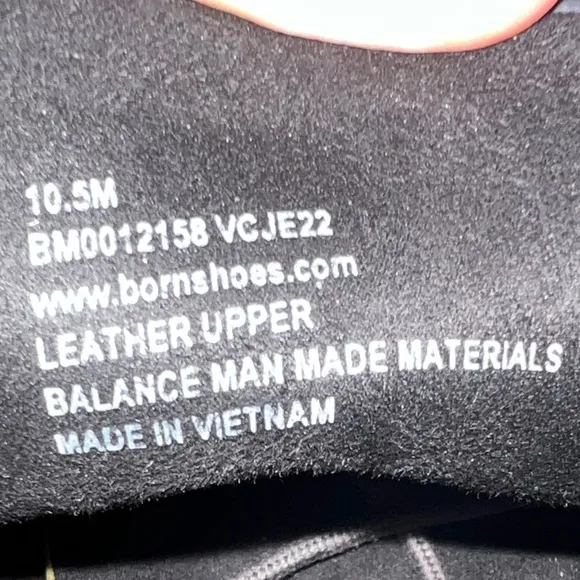 10.5M
BM0012158 VCJE22
www.bornshoes.com
LEATHER UPPER
BALANCE MAN MADE MATERIALS
MADE IN VIETNAM